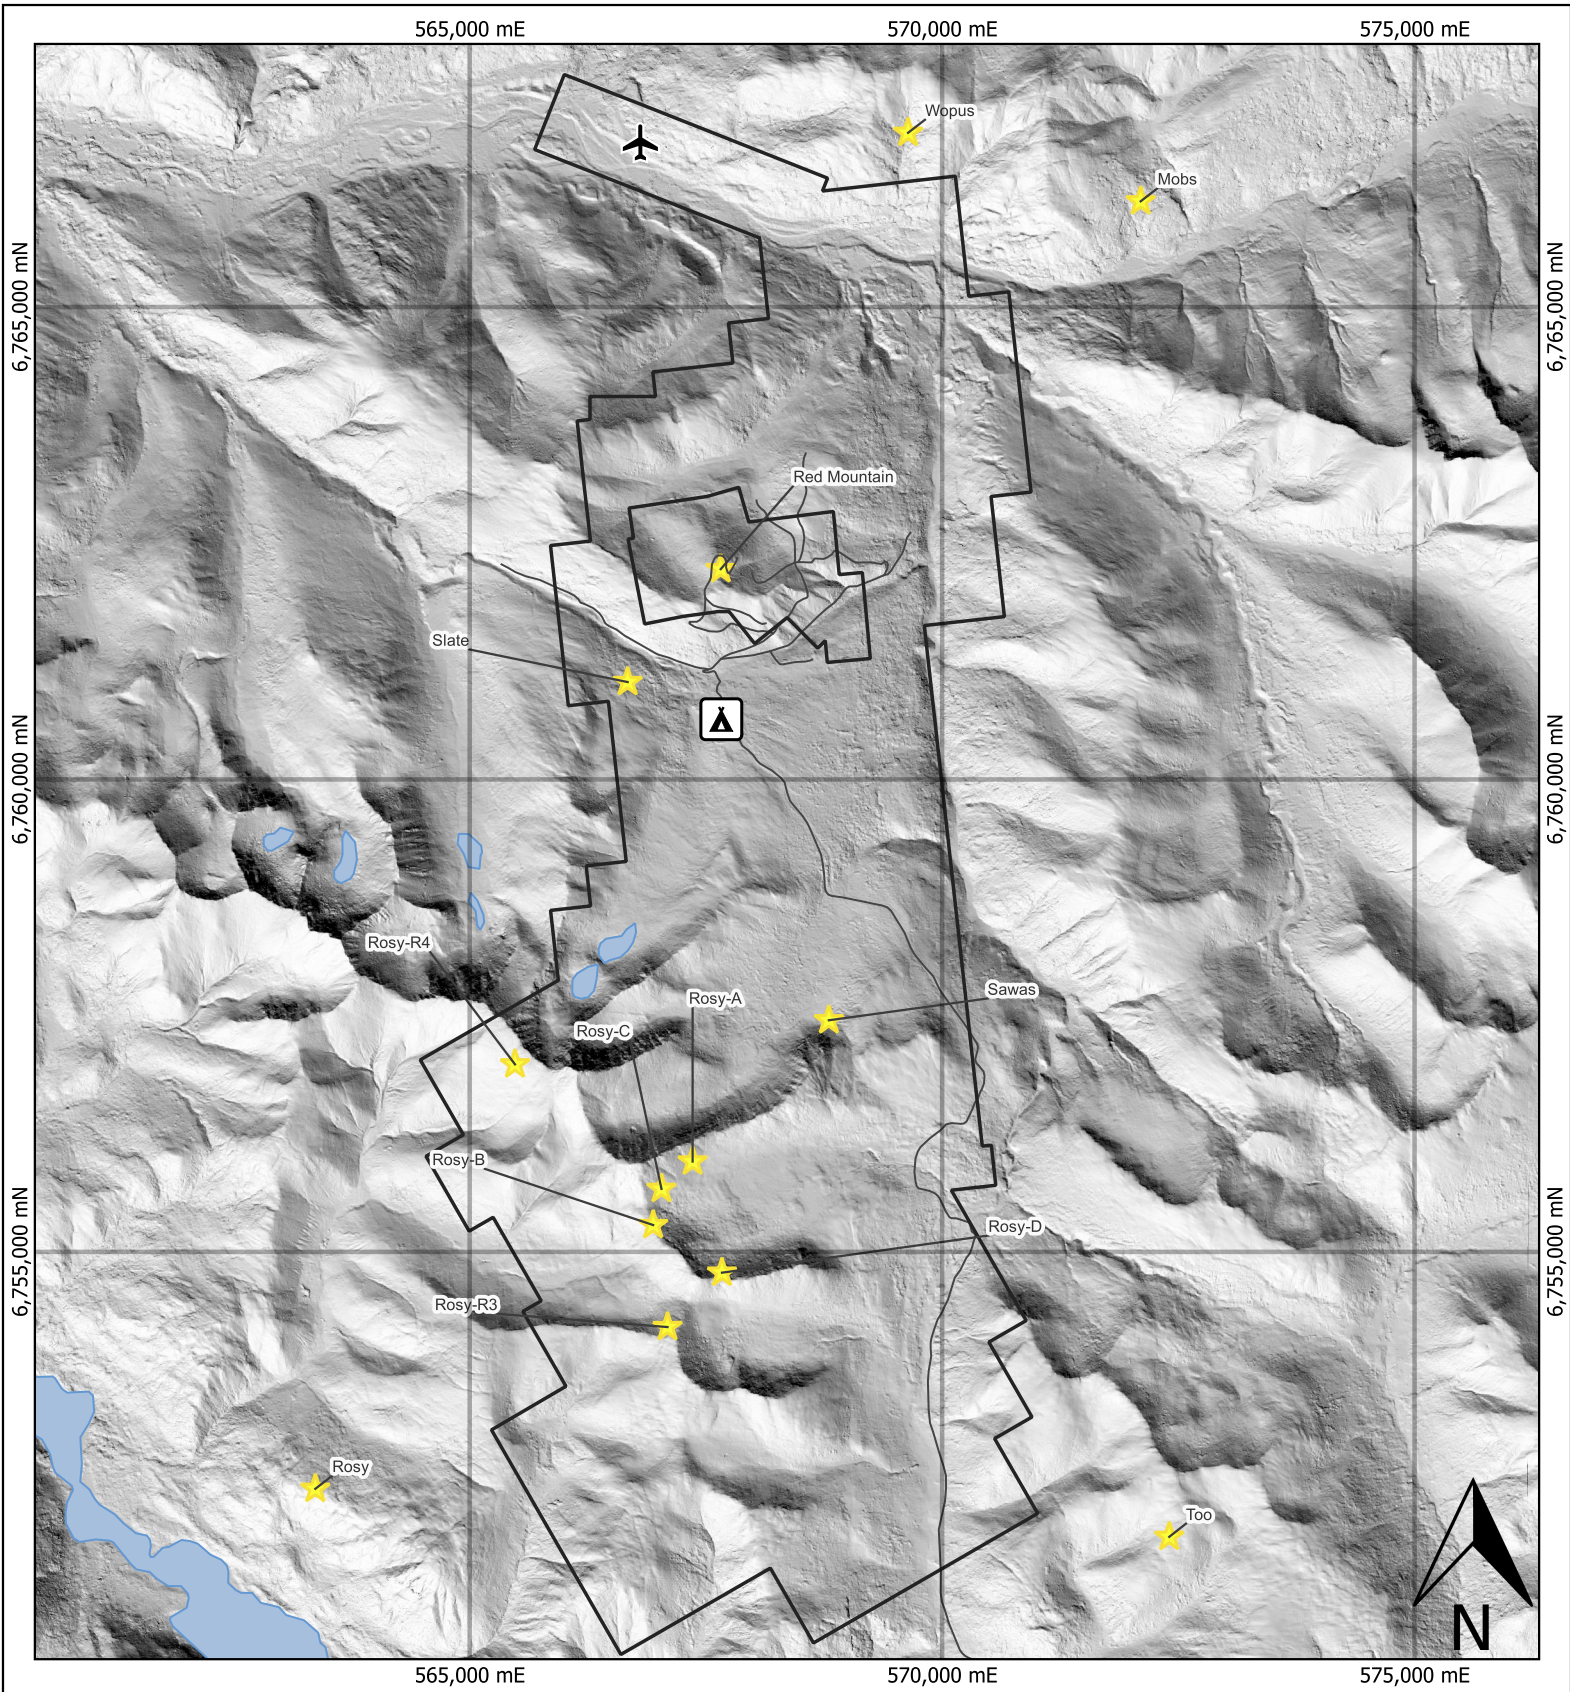 565,000 mE
570,000 mE
575,000 mE
Wopus
Mobs
6,765,000 mN
6,765,000 mN
Red Mountain
Slate
6,760,000 mN
6,760,000 mN
Rosy-R4
Sawas
Rosy-A
Rosy-C
Rosy-B
Rosy-D
6,755,000 mN
6,755,000 mN
Rosy-R3
Rosy
Too
N
565,000 mE
570,000 mE
575,000 mE